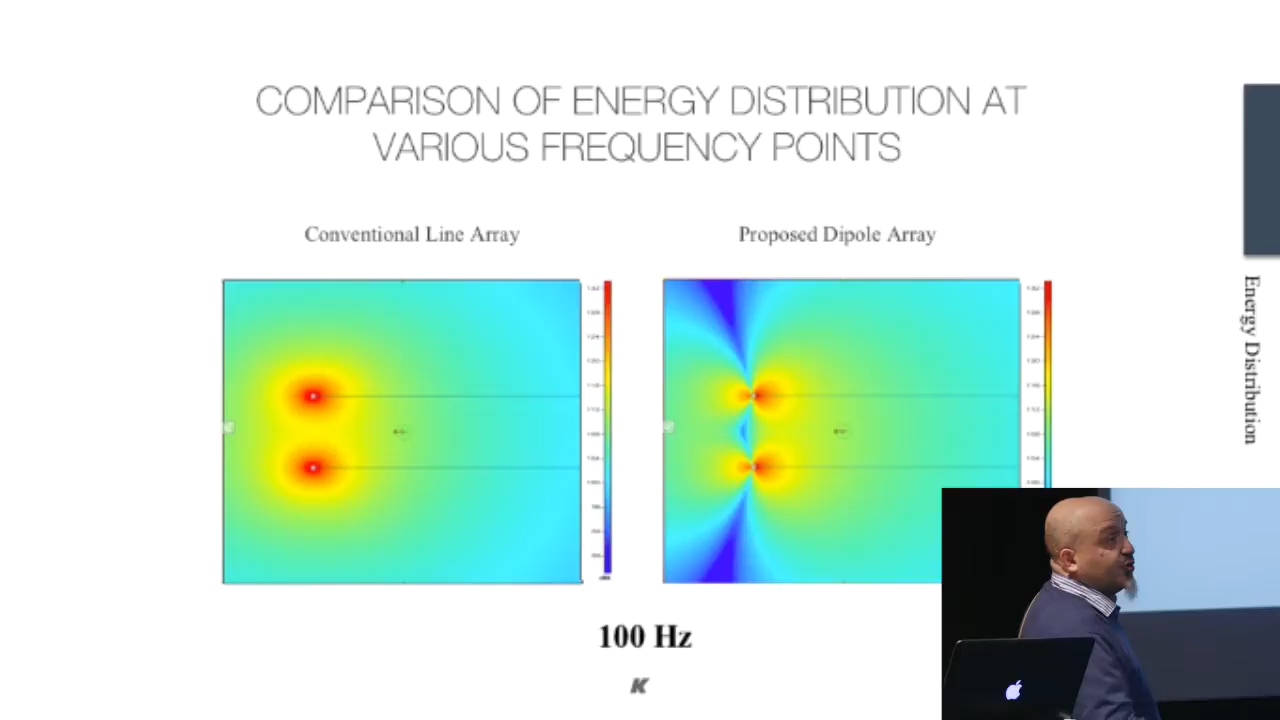 COMPARISON OF ENERGY DISTRIBUTION AT
VARIOUS FREQUENCY POINTS
Conventional Line Array
Proposed Dipole Array
Energy Distribution
100 Hz
K